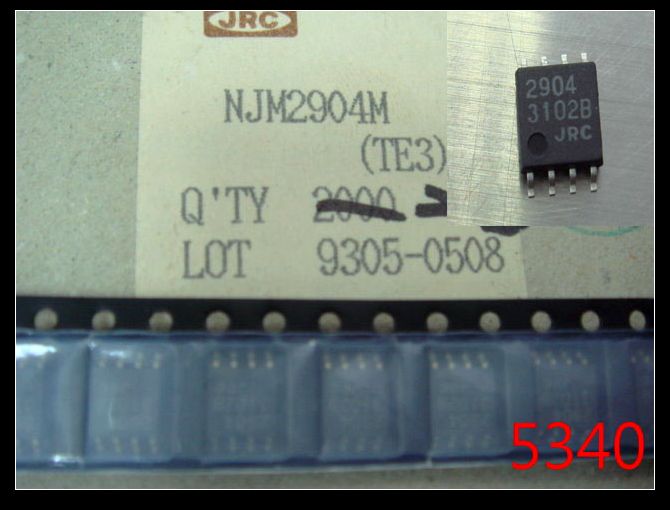 JRC
NJM2904M
(TE3)
Q'TY 2000
LOT 9305-0508
2904
3102B
JRC
5340